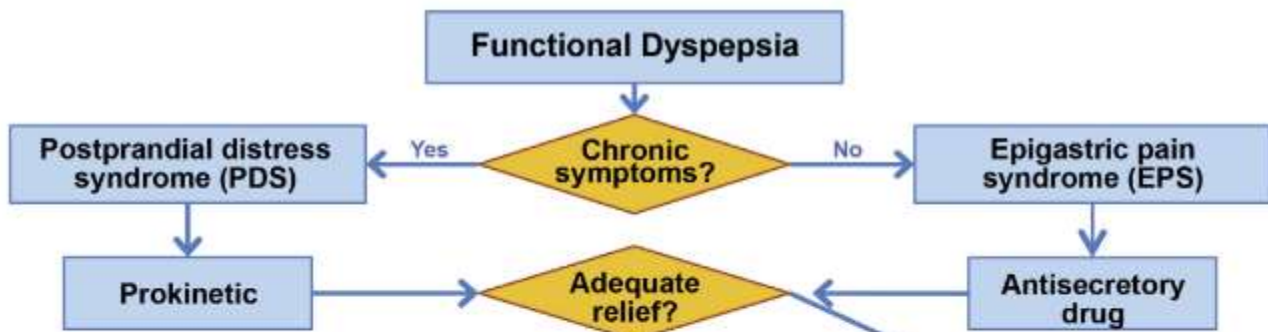 Functional Dyspepsia
Postprandial distress
syndrome (PDS)
Yes
Chronic
symptoms?
No
Epigastric pain
syndrome (EPS)
Prokinetic
Adequate
relief?
Antisecretory
drug